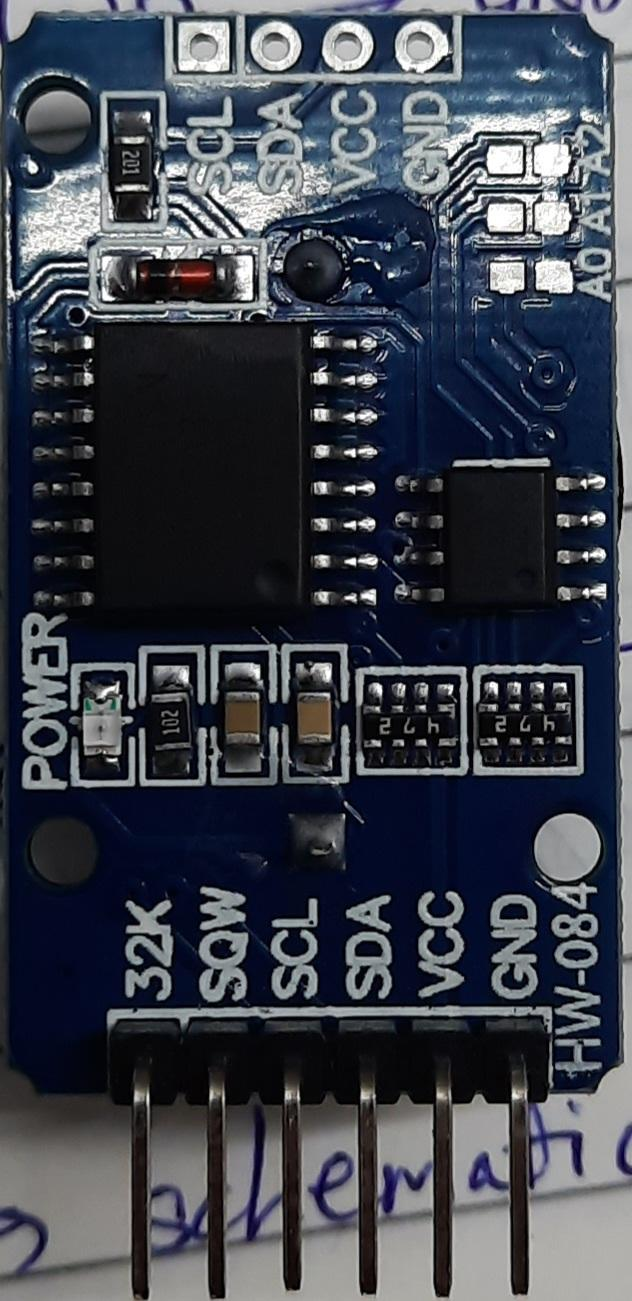 SCL SDA VCC GND
201
A0 A1 A2
POWER
102
472
472
32K SQW SCL SDA VCC GND
HW-084
schematic